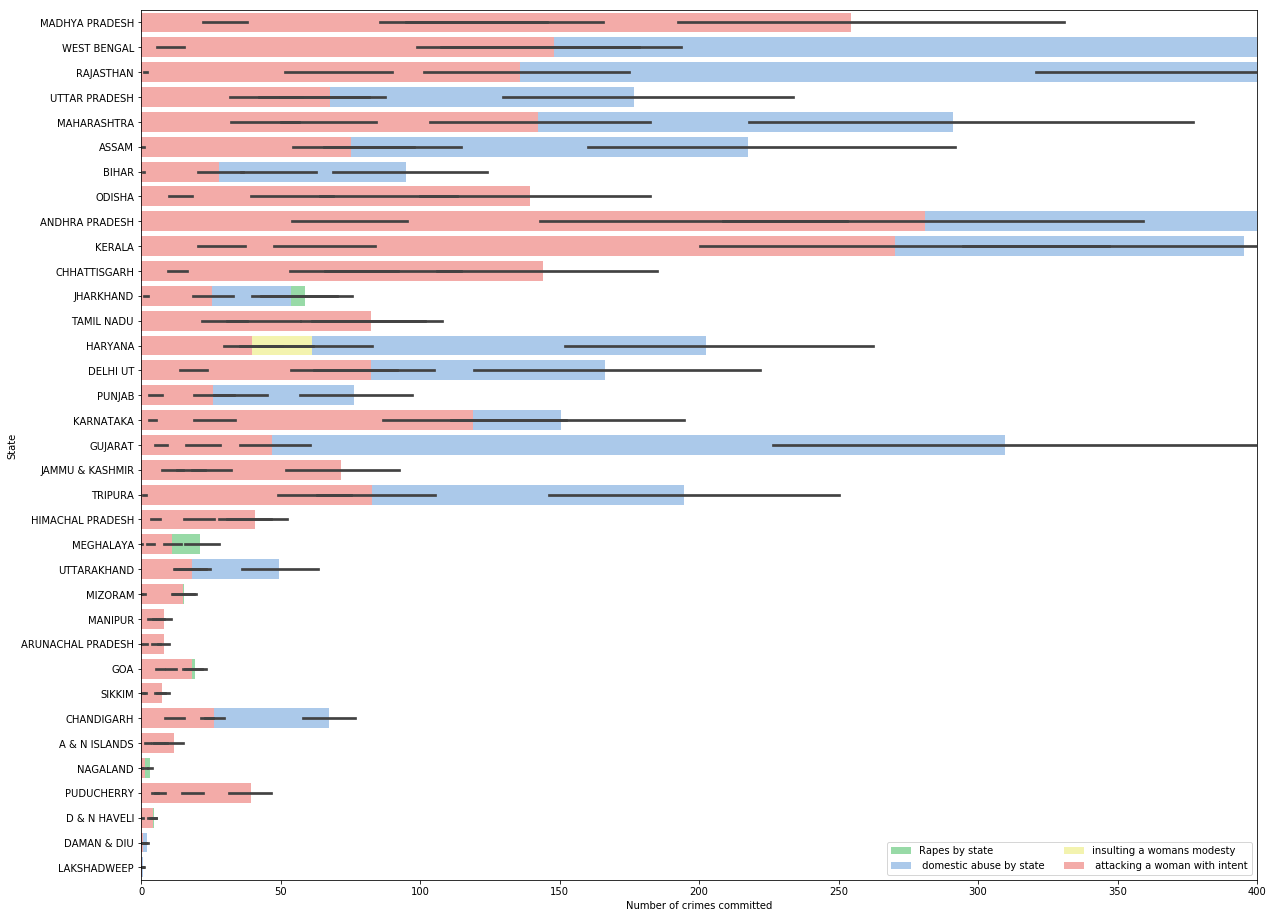 MADHYA PRADESH
WEST BENGAL
RAJASTHAN
UTTAR PRADESH
MAHARASHTRA
ASSAM
BIHAR
ODISHA
ANDHRA PRADESH
KERALA
CHHATTISGARH
JHARKHAND
TAMIL NADU
HARYANA
DELHI UT
PUNJAB
KARNATAKA
GUJARAT
JAMMU & KASHMIR
TRIPURA
HIMACHAL PRADESH
MEGHALAYA
UTTARAKHAND
MIZORAM
MANIPUR
ARUNACHAL PRADESH
GOA
SIKKIM
CHANDIGARH
A & N ISLANDS
NAGALAND
PUDUCHERRY
D & N HAVELI
DAMAN & DIU
LAKSHADWEEP
State
Rapes by state
domestic abuse by state
insulting a womans modesty
attacking a woman with intent
0 50 100 150 200 250 300 350 400
Number of crimes committed